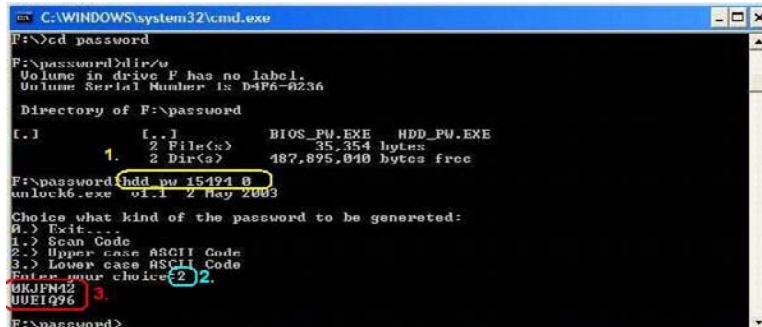 C:\WINDOWS\system32\cmd.exe
F:\>cd password
F:\password>dir/w
Volume in drive F has no label.
Volume Serial Number is D4F6-0236
Directory of F:\password
[.] [..] BIOS_PW.EXE HDD_PW.EXE
2 File(s) 35,354 bytes
1. 2 Dir(s) 487,895,040 bytes free
F:\password>hdd_pw 15494 0
unlock6.exe v1.1 2 May 2003
Choice what kind of the password to be genereted:
0.) Exit....
1.) Scan Code
2.) Upper case ASCII Code
3.) Lower case ASCII Code
Enter your choice=2 2.
0KJFN42 3.
UVEIQ96
F:\password>